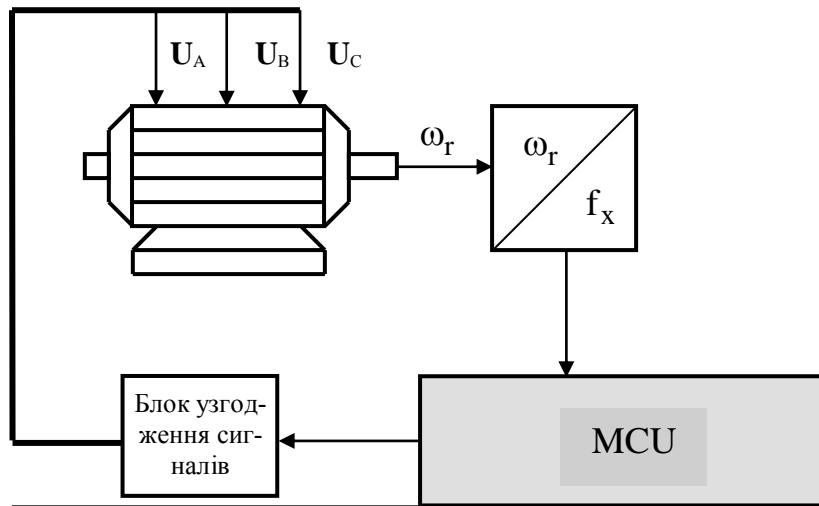 U_A U_B U_C
ω_r
ω_r
f_x
Блок узгод-
ження сиг-
налів
MCU